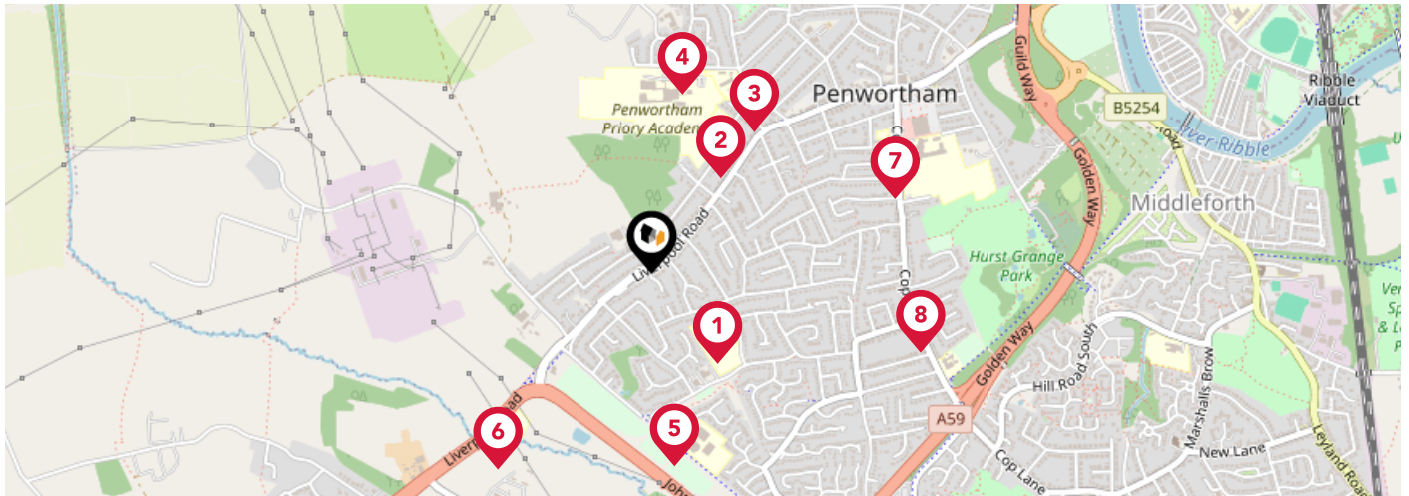 4
3
Penwortham
Priory Academ
Penwortham
2
7
Guild Way
B5254
Ribble
Viaduct
River Ribble
Road
Golden Way
Middleforth
Liverpool Road
Hurst Grange
Park
Cop
1
8
Golden Way
Hill Road South
Marshalls Brow
A59
6
5
Cop Lane
New Lane
Leyland Road